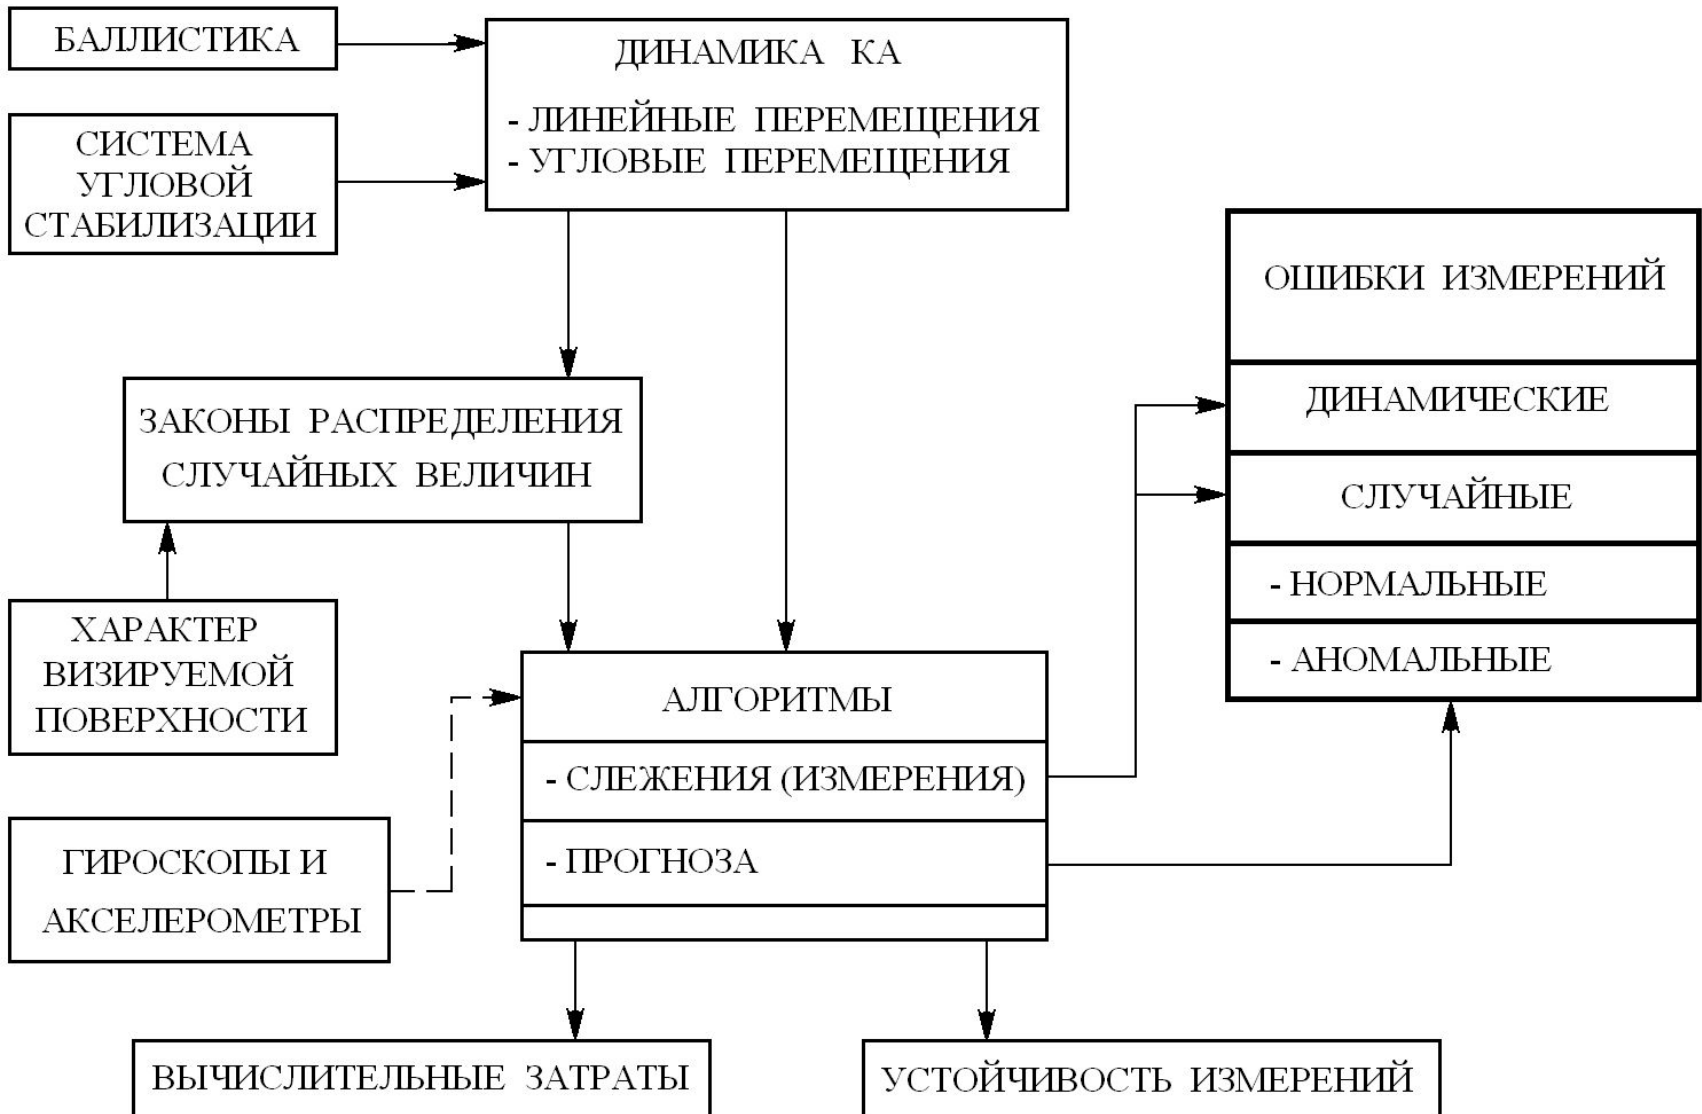 БАЛЛИСТИКА
ДИНАМИКА КА
- ЛИНЕЙНЫЕ ПЕРЕМЕЩЕНИЯ
- УГЛОВЫЕ ПЕРЕМЕЩЕНИЯ
СИСТЕМА
УГЛОВОЙ
СТАБИЛИЗАЦИИ
ОШИБКИ ИЗМЕРЕНИЙ
ДИНАМИЧЕСКИЕ
СЛУЧАЙНЫЕ
- НОРМАЛЬНЫЕ
- АНОМАЛЬНЫЕ
ЗАКОНЫ РАСПРЕДЕЛЕНИЯ
СЛУЧАЙНЫХ ВЕЛИЧИН
ХАРАКТЕР
ВИЗИРУЕМОЙ
ПОВЕРХНОСТИ
АЛГОРИТМЫ
- СЛЕЖЕНИЯ (ИЗМЕРЕНИЯ)
- ПРОГНОЗА
ГИРОСКОПЫ И
АКСЕЛЕРОМЕТРЫ
ВЫЧИСЛИТЕЛЬНЫЕ ЗАТРАТЫ
УСТОЙЧИВОСТЬ ИЗМЕРЕНИЙ